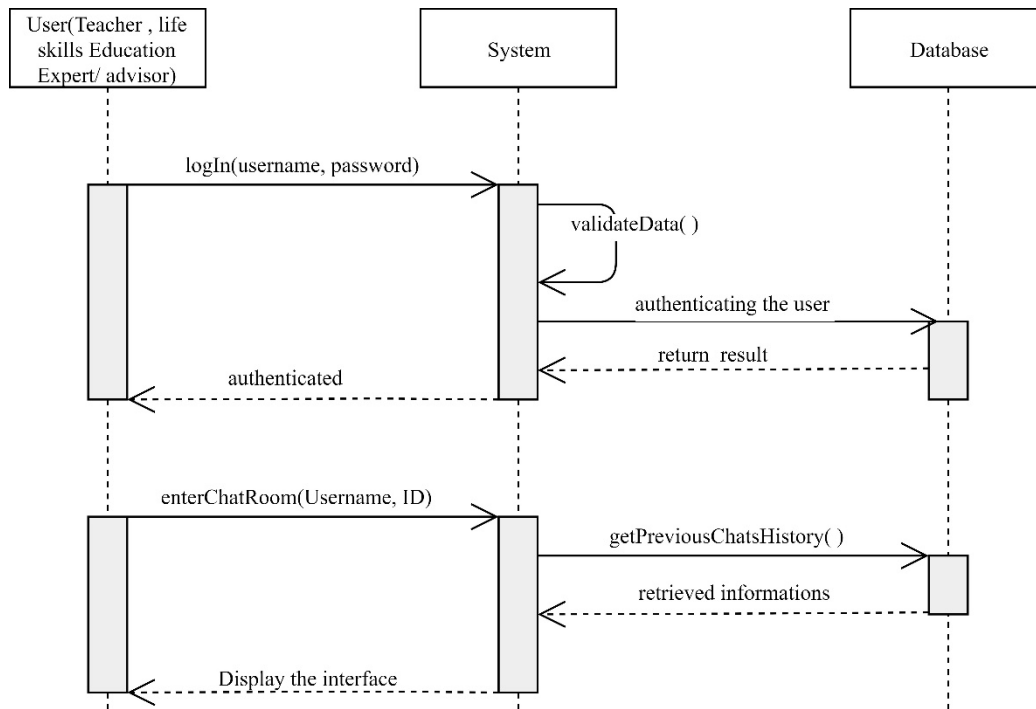 User(Teacher , life
skills Education
Expert/ advisor)
System
Database
logIn(username, password)
validateData( )
authenticating the user
return  result
authenticated
enterChatRoom(Username, ID)
getPreviousChatsHistory( )
retrieved informations
Display the interface